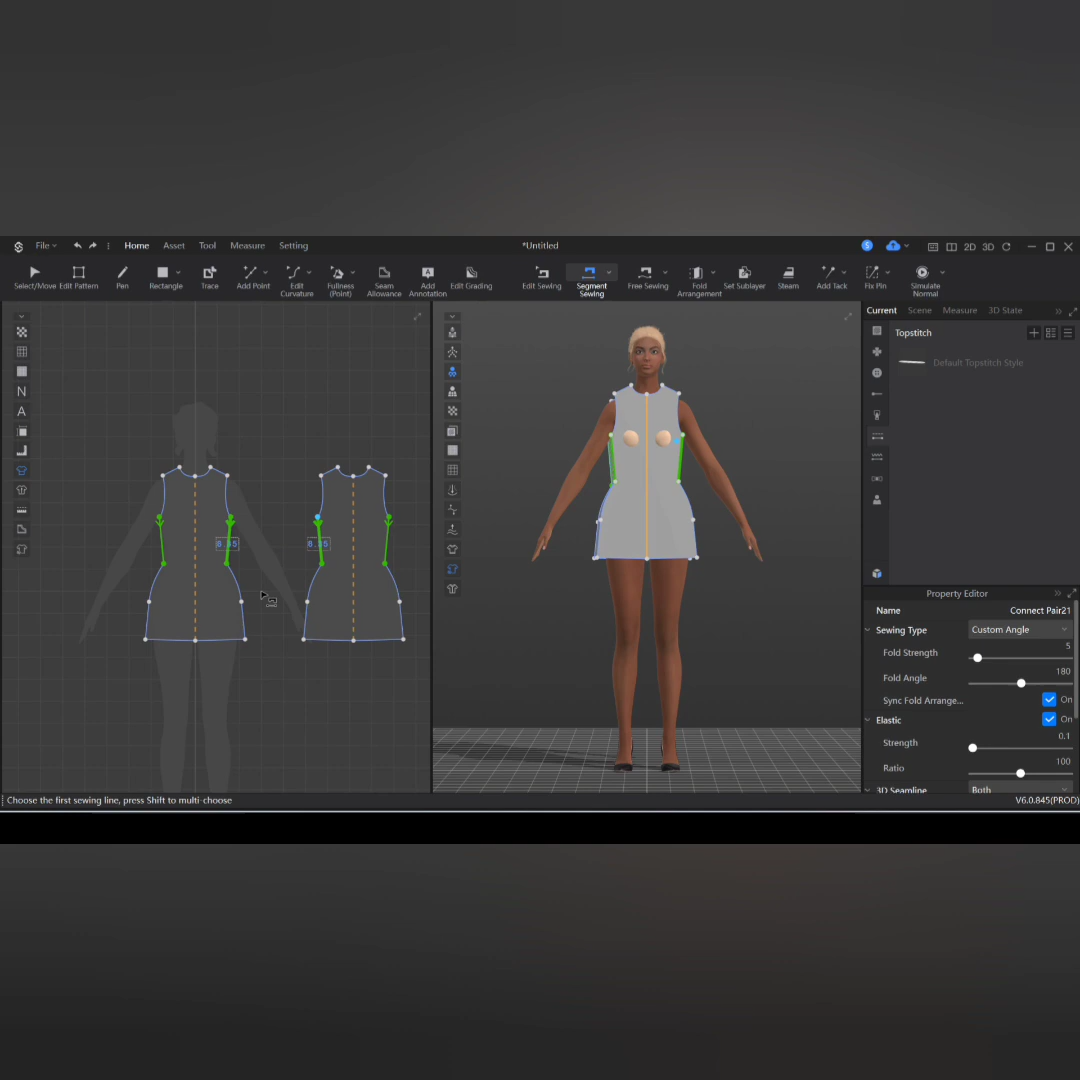 File
Home
Asset
Tool
Measure
Setting
*Untitled
S
2D
3D
Select/Move
Edit Pattern
Pen
Rectangle
Trace
Add Point
Edit
Curvature
Fullness
(Point)
Seam
Allowance
Add
Annotation
Edit Grading
Edit Sewing
Segment
Sewing
Free Sewing
Fold
Arrangement
Set Sublayer
Steam
Add Tack
Fix Pin
Simulate
Normal
Current
Scene
Measure
3D State
Topstitch
Default Topstitch Style
N
A
Property Editor
Name
Connect Pair21
Sewing Type
Custom Angle
Fold Strength
5
Fold Angle
180
Sync Fold Arrange...
On
Elastic
On
Strength
0.1
Ratio
100
3D Seamline
Both
Choose the first sewing line, press Shift to multi-choose
V6.0.845(PROD)